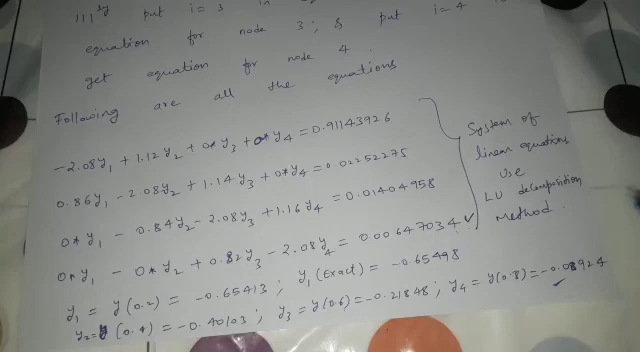 IIIly put i = 3 in
equation for node 3 ; & put i = 4
get equation for node 4.
Following are all the equations
-2.08y₁ + 1.12y₂ + 0*y₃ + 0*y₄ = 0.91143926
0.86y₁ - 2.08y₂ + 1.14y₃ + 0*y₄ = 0.02252275
0*y₁ - 0.84y₂ - 2.08y₃ + 1.16y₄ = 0.01404958
0*y₁ - 0*y₂ + 0.82y₃ - 2.08y₄ = 0.00647034
System of
linear equations
Use
LU decomposition
Method.
y₁ = y(0.2) = -0.65413 ; y₁(Exact) = -0.65498
y₂ = y(0.4) = -0.40103 ; y₃ = y(0.6) = -0.21848 ; y₄ = y(0.8) = -0.08924